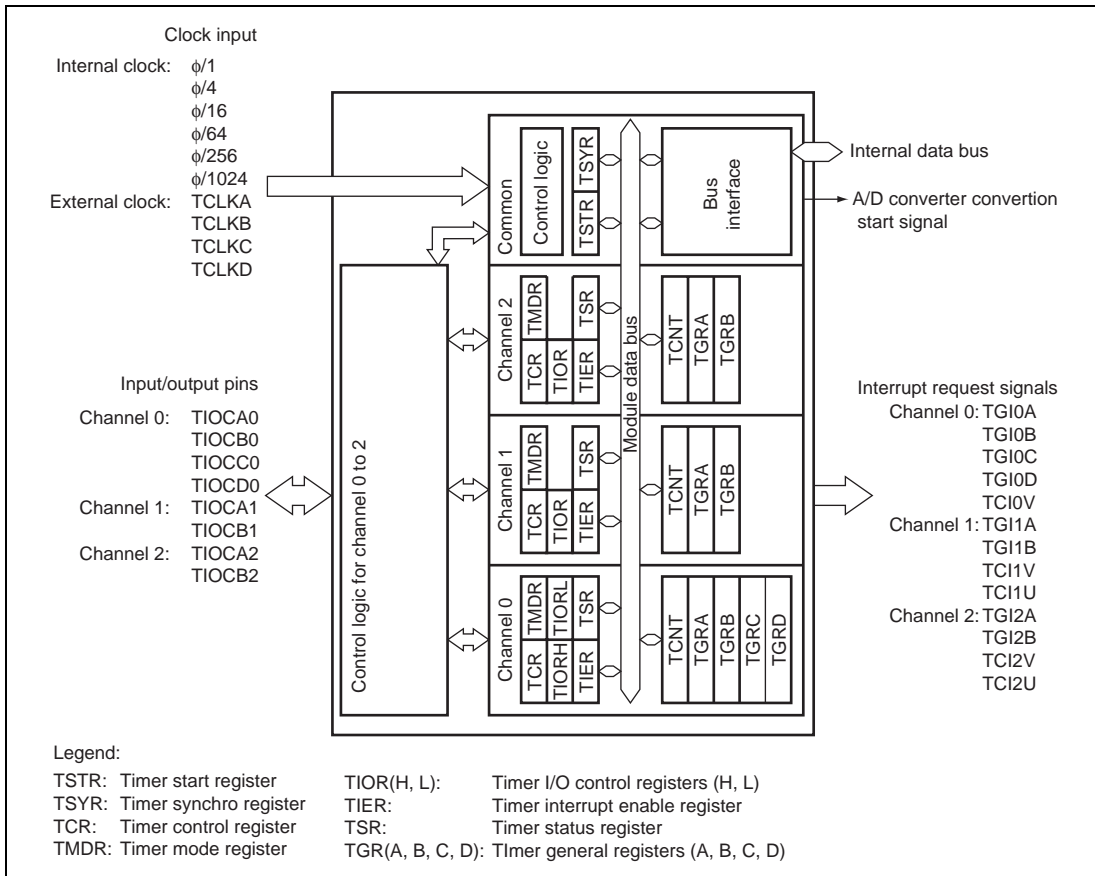 Clock input
Internal clock: ϕ/1
ϕ/4
ϕ/16
ϕ/64
ϕ/256
ϕ/1024
External clock: TCLKA
TCLKB
TCLKC
TCLKD
Input/output pins
Channel 0: TIOCA0
TIOCB0
TIOCC0
TIOCD0
Channel 1: TIOCA1
TIOCB1
Channel 2: TIOCA2
TIOCB2
Control logic for channel 0 to 2
Common
Control logic
TSTR TSYR
Bus
interface
Module data bus
Channel 2
TCR TMDR
TIOR
TIER TSR
TCNT
TGRA
TGRB
Channel 1
TCR TMDR
TIOR
TIER TSR
TCNT
TGRA
TGRB
Channel 0
TCR TMDR
TIORH TIORL
TIER TSR
TCNT
TGRA
TGRB
TGRC
TGRD
Internal data bus
A/D converter convertion
start signal
Interrupt request signals
Channel 0: TGI0A
TGI0B
TGI0C
TGI0D
TCI0V
Channel 1: TGI1A
TGI1B
TCI1V
TCI1U
Channel 2: TGI2A
TGI2B
TCI2V
TCI2U
Legend:
TSTR: Timer start register
TSYR: Timer synchro register
TCR: Timer control register
TMDR: Timer mode register
TIOR(H, L): Timer I/O control registers (H, L)
TIER: Timer interrupt enable register
TSR: Timer status register
TGR(A, B, C, D): TImer general registers (A, B, C, D)